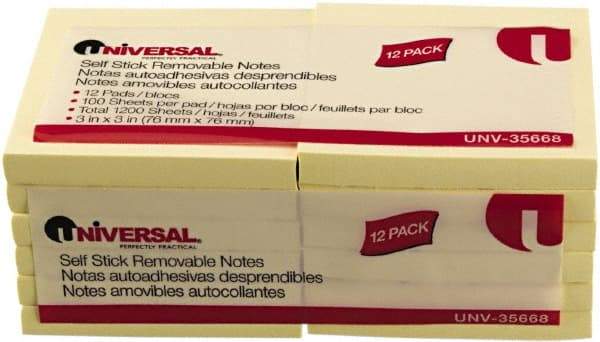 UNIVERSAL®
PERFECTLY PRACTICAL
12 PACK
Self Stick Removable Notes
Notas autoadhesivas desprendibles
Notes amovibles autocollantes
• 12 Pads / blocs
• 100 Sheets per pad / hojas por bloc / feuillets par bloc
• Total 1200 Sheets / hojas / feuillets
• 3 in x 3 in (76 mm x 76 mm)
UNV-35668
UNIVERSAL®
PERFECTLY PRACTICAL
12 PACK
Self Stick Removable Notes
Notas autoadhesivas desprendibles
Notes amovibles autocollantes
UNV-35668